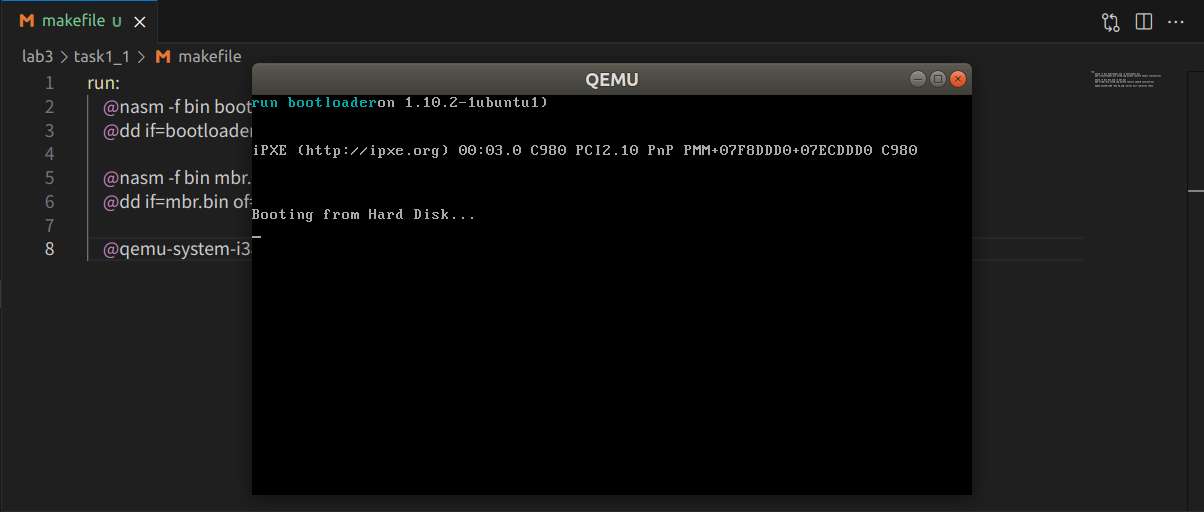 makefile U
lab3 > task1_1 > makefile
1 run:
2 @nasm -f bin boot
3 @dd if=bootloader
4
5 @nasm -f bin mbr.
6 @dd if=mbr.bin of=
7
8 @qemu-system-i3
QEMU
run bootloaderon 1.10.2-1ubuntu1)
iPXE (http://ipxe.org) 00:03.0 C980 PCI2.10 PnP PMM+07F8DDD0+07ECDDD0 C980
Booting from Hard Disk...